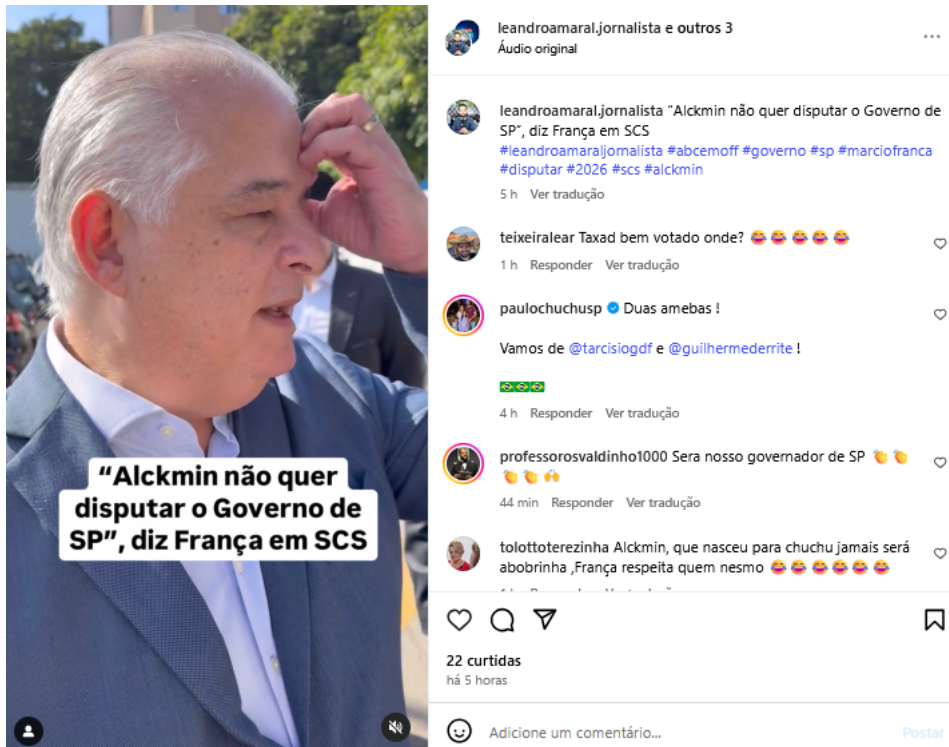 “Alckmin não quer
disputar o Governo de
SP”, diz França em SCS
leandroamaral.jornalista e outros 3
Áudio original
leandroamaral.jornalista “Alckmin não quer disputar o Governo de
SP”, diz França em SCS
#leandroamaraljornalista #abcemoff #governo #sp #marciofranca
#disputar #2026 #scs #alckmin
5 h Ver tradução
teixeiralear Taxad bem votado onde? 😂😂😂😂😂
1 h Responder Ver tradução
paulochuchusp Duas amebas !
Vamos de @tarcisiogdf e @guilhermederrite !
🇧🇷🇧🇷🇧🇷
4 h Responder Ver tradução
professorosvaldinho1000 Sera nosso governador de SP 👏👏
👏👏🙌
44 min Responder Ver tradução
tolottoterezinha Alckmin, que nasceu para chuchu jamais será
abobrinha ,França respeita quem nesmo 😂😂😂😂😂😂
22 curtidas
há 5 horas
Adicione um comentário...
Postar